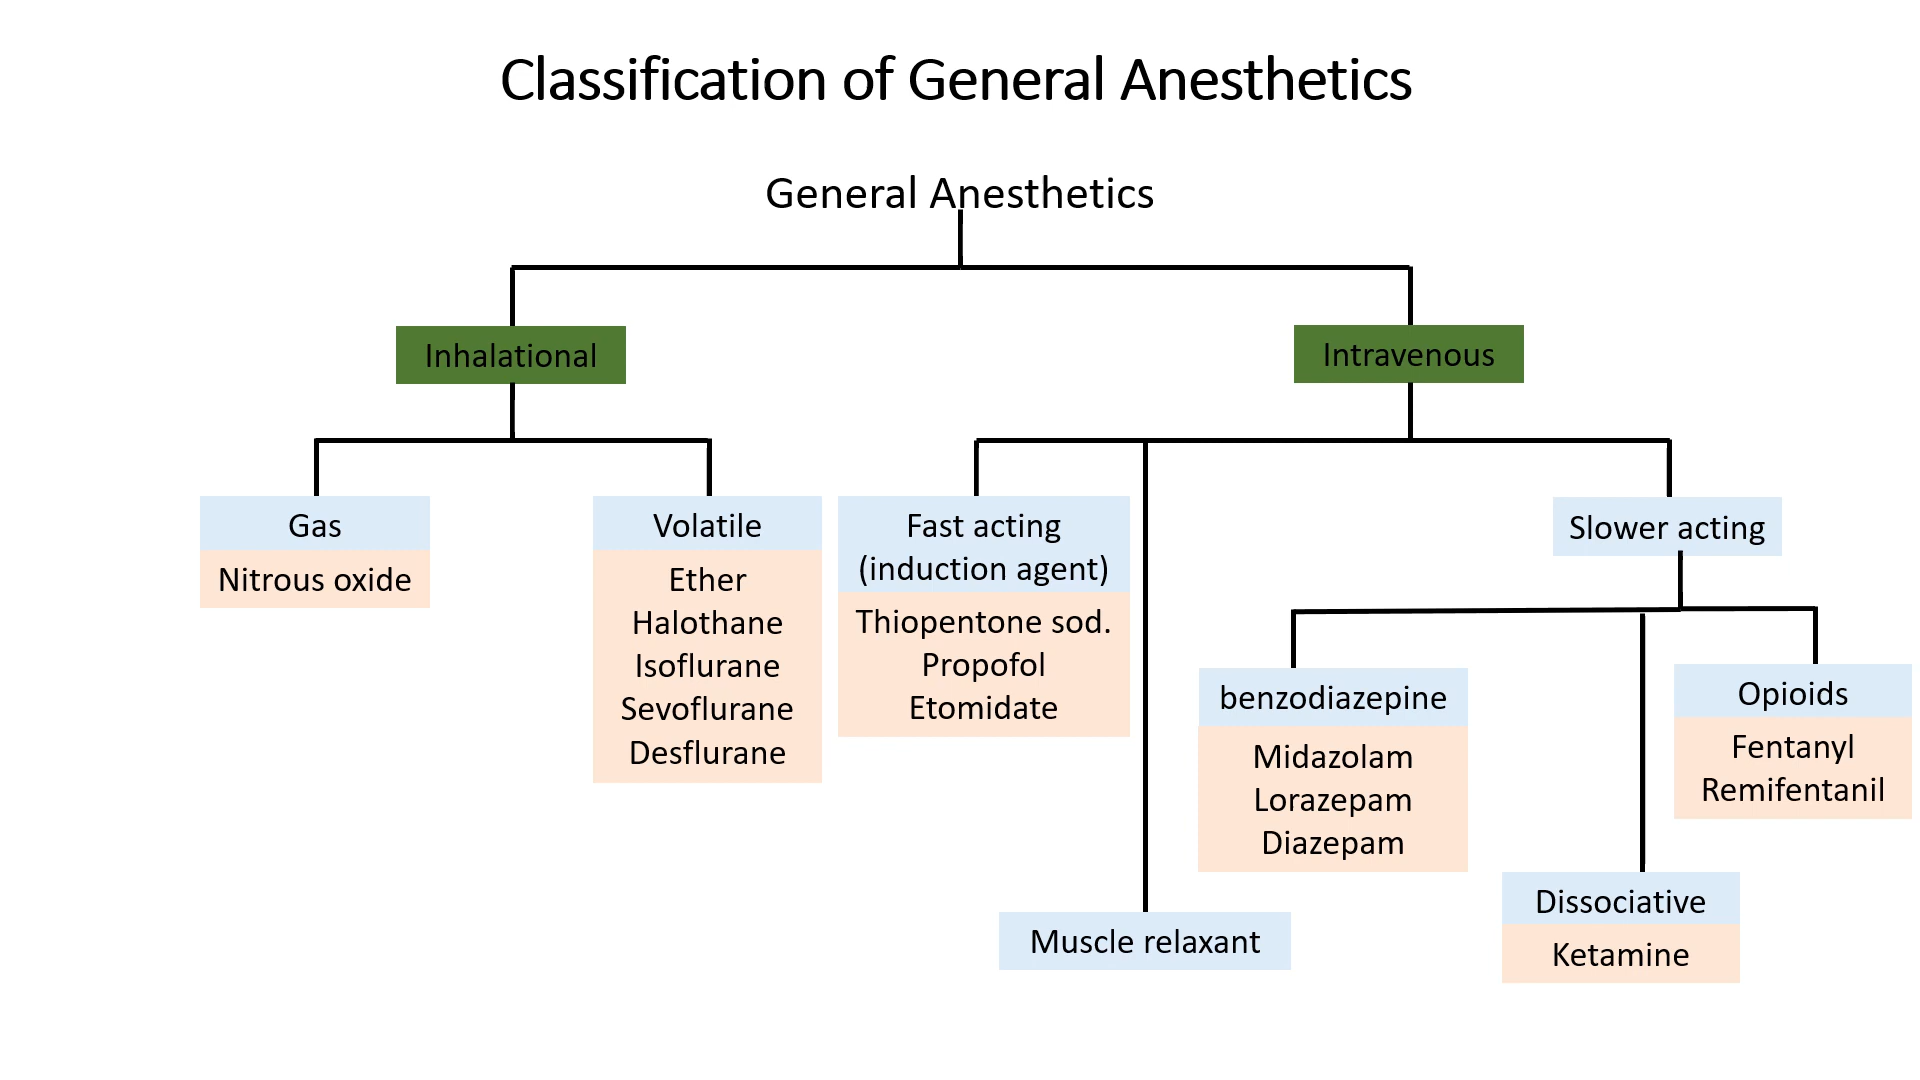 Classification of General Anesthetics
General Anesthetics
Inhalational
Intravenous
Gas
Nitrous oxide
Volatile
Ether
Halothane
Isoflurane
Sevoflurane
Desflurane
Fast acting
(induction agent)
Thiopentone sod.
Propofol
Etomidate
Muscle relaxant
Slower acting
benzodiazepine
Midazolam
Lorazepam
Diazepam
Dissociative
Ketamine
Opioids
Fentanyl
Remifentanil